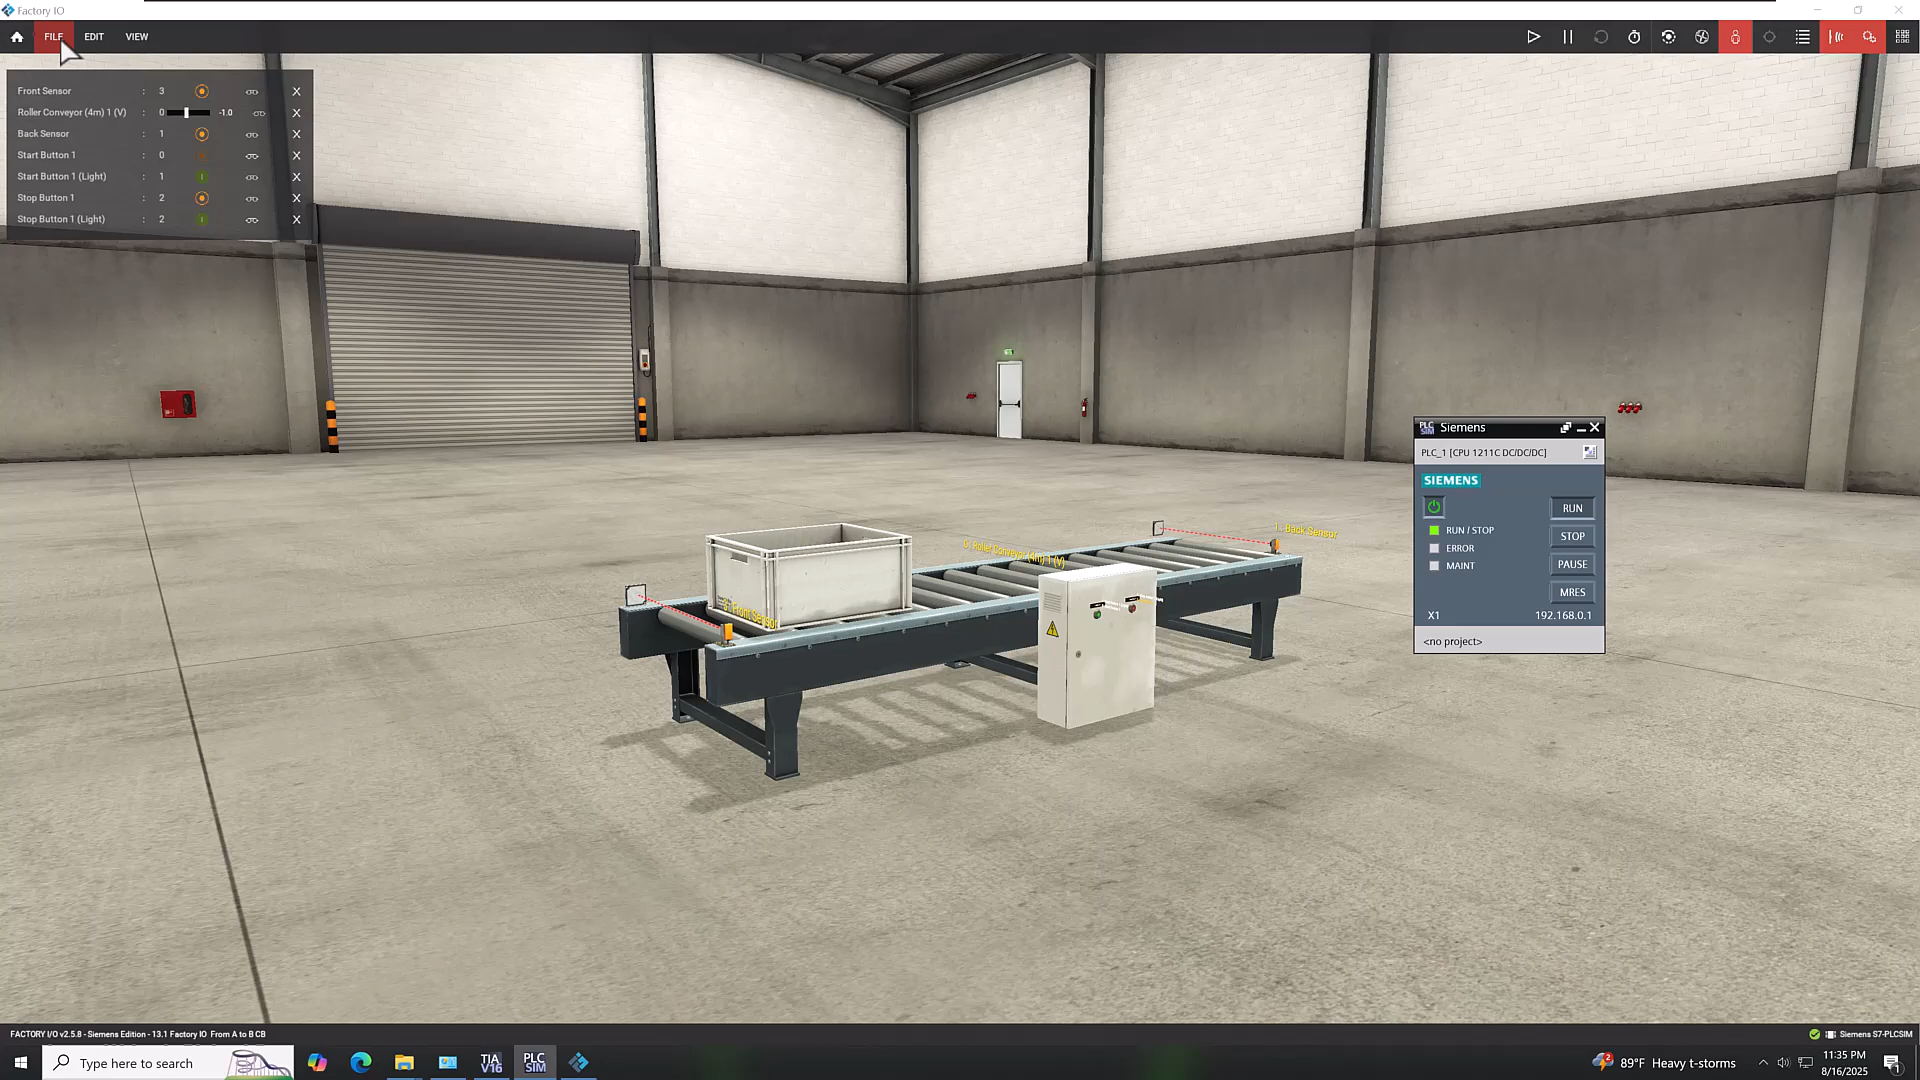 Factory IO
FILE EDIT VIEW
Front Sensor : 3 X
Roller Conveyor (4m) 1 (V) : 0 -1.0 X
Back Sensor : 1 X
Start Button 1 : 0 X
Start Button 1 (Light) : 1 X
Stop Button 1 : 2 X
Stop Button 1 (Light) : 2 X
PLC SIM Siemens
PLC_1 [CPU 1211C DC/DC/DC]
SIEMENS
RUN
RUN / STOP
STOP
ERROR
PAUSE
MAINT
MRES
X1 192.168.0.1
<no project>
1: Back Sensor
0: Roller Conveyor (4m) 1 (V)
3: Front Sensor
FACTORY I/O v2.5.8 - Siemens Edition - 13.1 Factory IO From A to B CB
Siemens S7-PLCSIM
Type here to search
TIA V16
PLC SIM
2
89°F Heavy t-storms
11:35 PM
8/16/2025
1